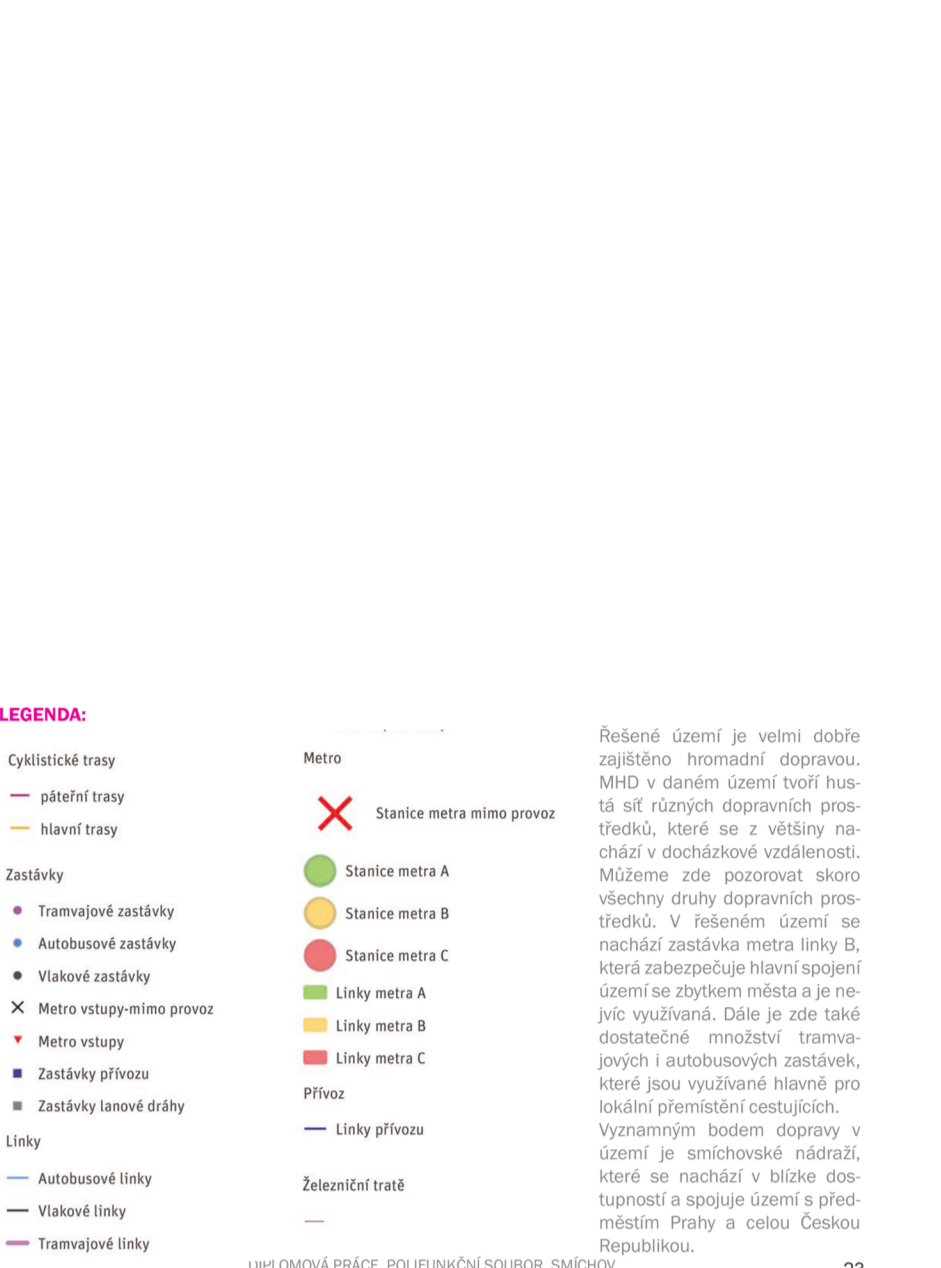 LEGENDA:
Cyklistické trasy
páteřní trasy
hlavní trasy
Zastávky
Tramvajové zastávky
Autobusové zastávky
Vlakové zastávky
Metro vstupy-mimo provoz
Metro vstupy
Zastávky přívozu
Zastávky lanové dráhy
Linky
Autobusové linky
Vlakové linky
Tramvajové linky
Metro
Stanice metra mimo provoz
Stanice metra A
Stanice metra B
Stanice metra C
Linky metra A
Linky metra B
Linky metra C
Přívoz
Linky přívozu
Železniční tratě
Řešené území je velmi dobře
zajištěno hromadní dopravou.
MHD v daném území tvoří hus-
tá síť různých dopravních pros-
tředků, které se z většiny na-
chází v docházkové vzdálenosti.
Můžeme zde pozorovat skoro
všechny druhy dopravních pros-
tředků. V řešeném území se
nachází zastávka metra linky B,
která zabezpečuje hlavní spojení
území se zbytkem města a je ne-
jvíc využívaná. Dále je zde také
dostatečné množství tramva-
jových i autobusových zastávek,
které jsou využívané hlavně pro
lokální přemístění cestujících.
Vyznamným bodem dopravy v
území je smíchovské nádraží,
které se nachází v blízke dos-
tupností a spojuje území s před-
městím Prahy a celou Českou
Republikou.
DIPLOMOVÁ PRÁCE, POLIFUNKČNÍ SOUBOR, SMÍCHOV
23